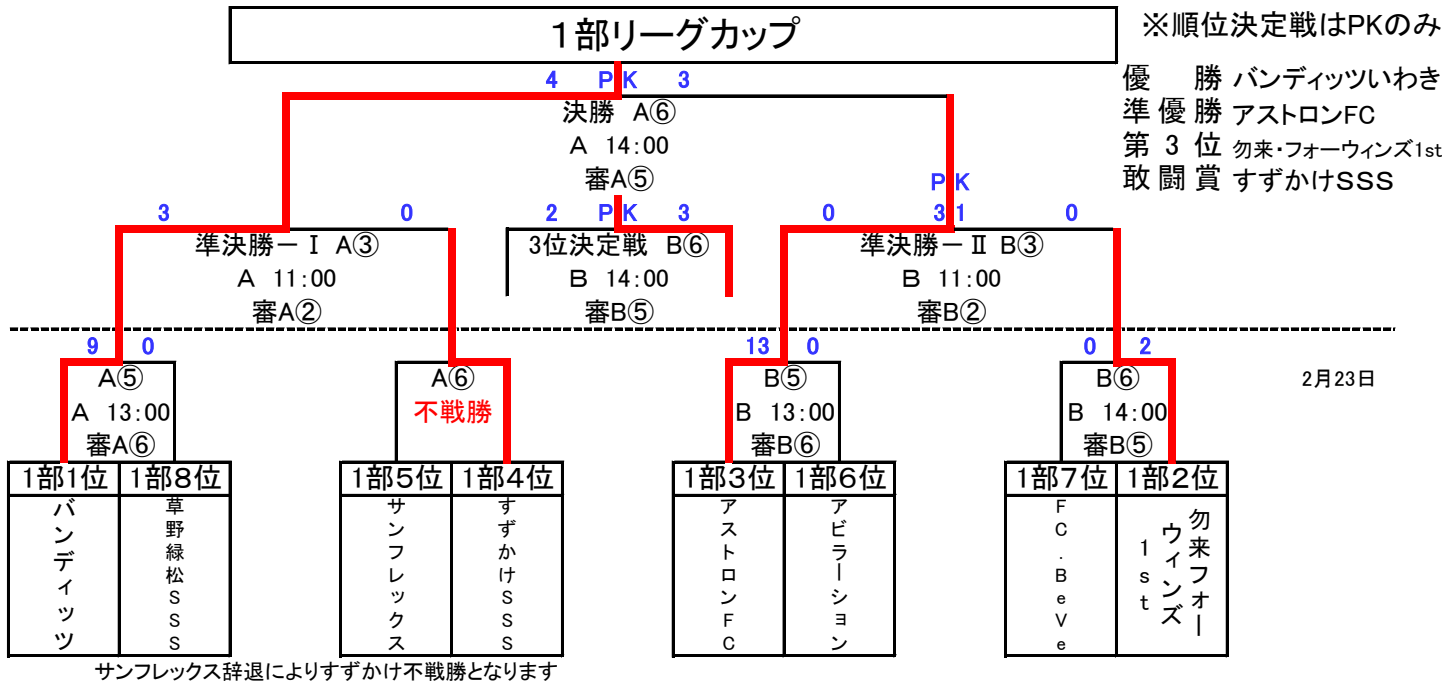 1部リーグカップ
※順位決定戦はPKのみ
優勝 バンディッツいわき
準優勝 アストロンFC
第3位 勿来・フォーウィンズ1st
敢闘賞 すずかけSSS
4 PK 3
決勝 A⑥
A 14:00
審A⑤
PK
3 0 2 PK 3 0 3 1 0
準決勝－Ⅰ A③ 3位決定戦 B⑥ 準決勝－Ⅱ B③
A 11:00 B 14:00 B 11:00
審A② 審B⑤ 審B②
9 0 13 0 0 2
A⑤ A⑥ B⑤ B⑥ 2月23日
A 13:00 不戦勝 B 13:00 B 14:00
審A⑥ 審B⑥ 審B⑤
1部1位 1部8位 1部5位 1部4位 1部3位 1部6位 1部7位 1部2位
バンディッツ
草野緑松SSS
サンフレックス
すずかけSSS
アストロンFC
アビラーション
FC.BeVe
勿来フォー
ウィンズ
1st
サンフレックス辞退によりすずかけ不戦勝となります